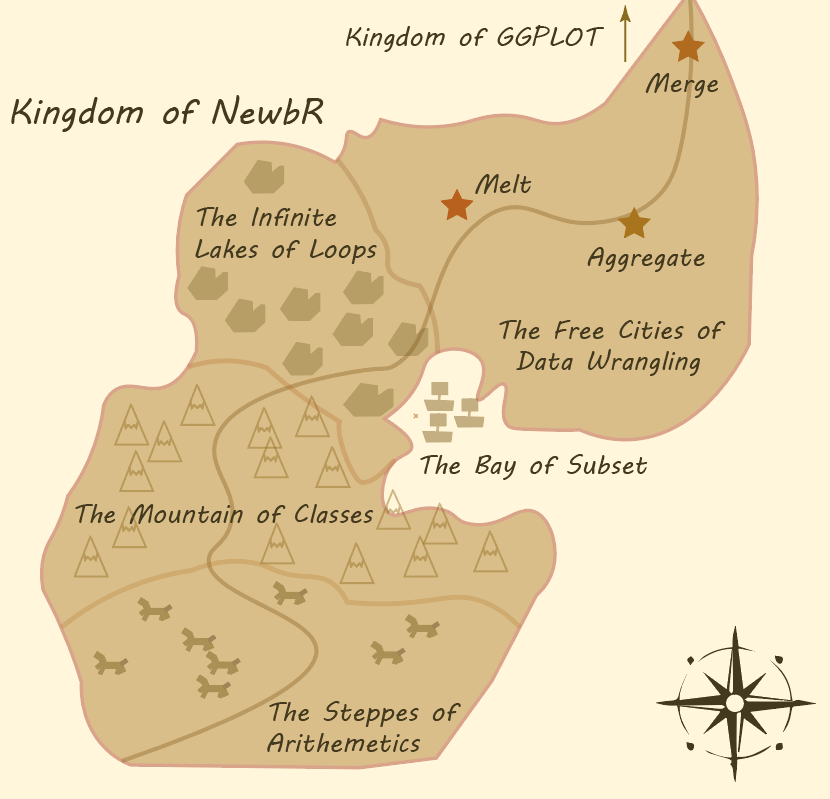 Kingdom of GGPLOT
Merge
Kingdom of NewbR
Melt
The Infinite
Lakes of Loops
Aggregate
The Free Cities of
Data Wrangling
The Bay of Subset
The Mountain of Classes
The Steppes of
Arithemetics